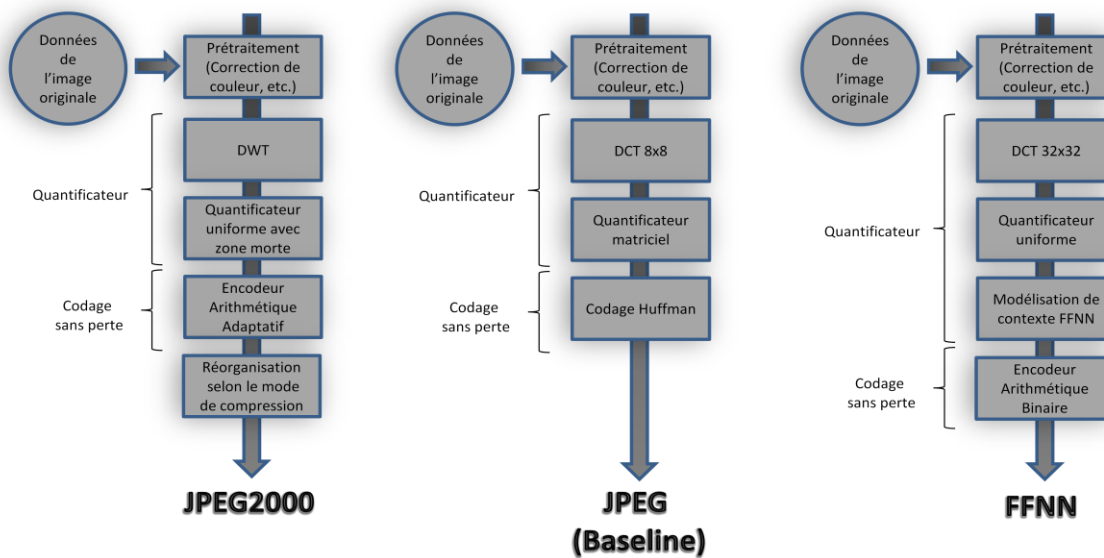 Données
de
l'image
originale
Prétraitement
(Correction de
couleur, etc.)
Quantificateur
DWT
Quantificateur
uniforme avec
zone morte
Codage
sans perte
Encodeur
Arithmétique
Adaptatif
Réorganisation
selon le mode
de compression
JPEG2000
Données
de
l'image
originale
Prétraitement
(Correction de
couleur, etc.)
Quantificateur
DCT 8x8
Quantificateur
matriciel
Codage
sans perte
Codage Huffman
JPEG
(Baseline)
Données
de
l'image
originale
Prétraitement
(Correction de
couleur, etc.)
Quantificateur
DCT 32x32
Quantificateur
uniforme
Modélisation de
contexte FFNN
Codage
sans perte
Encodeur
Arithmétique
Binaire
FFNN